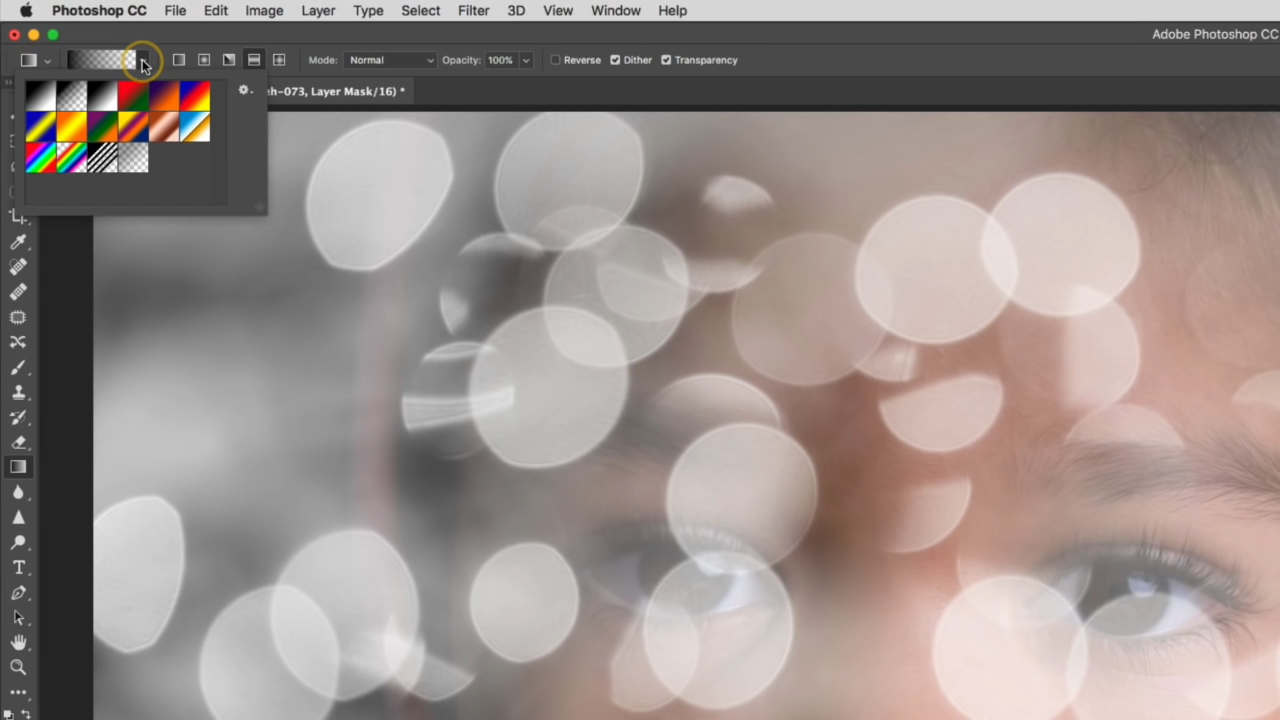 Photoshop CC File Edit Image Layer Type Select Filter 3D View Window Help
Adobe Photoshop CC
Mode: Normal Opacity: 100% Reverse Dither Transparency
eh-073, Layer Mask/16) *
T